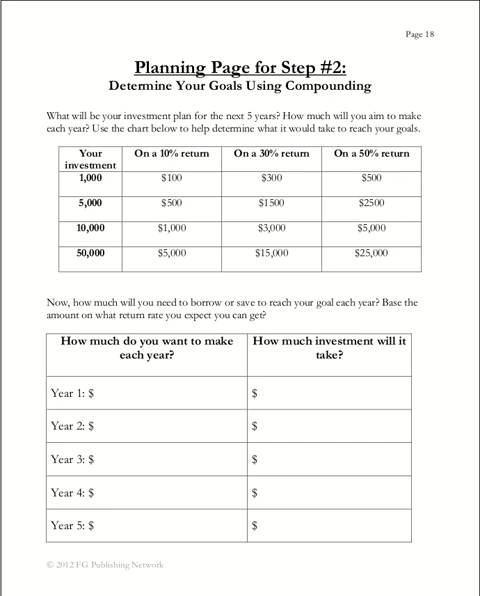 Page 18
Planning Page for Step #2:
Determine Your Goals Using Compounding
What will be your investment plan for the next 5 years? How much will you aim to make
each year? Use the chart below to help determine what it would take to reach your goals.
Your investment On a 10% return On a 30% return On a 50% return
1,000 $100 $300 $500
5,000 $500 $1500 $2500
10,000 $1,000 $3,000 $5,000
50,000 $5,000 $15,000 $25,000
Now, how much will you need to borrow or save to reach your goal each year? Base the
amount on what return rate you expect you can get?
How much do you want to make each year? How much investment will it take?
Year 1: $ $
Year 2: $ $
Year 3: $ $
Year 4: $ $
Year 5: $ $
© 2012 FG Publishing Network